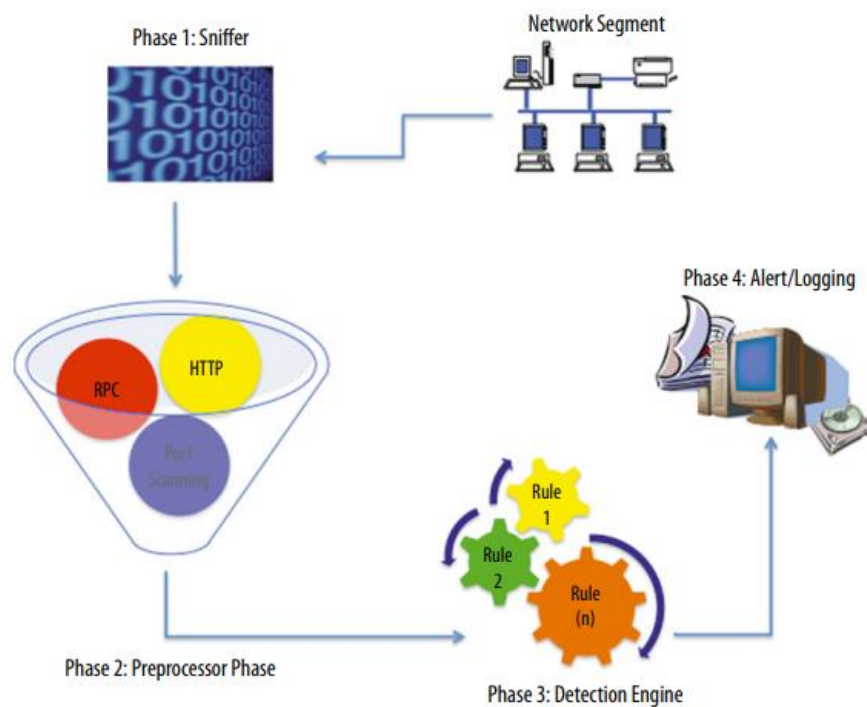 Phase 1: Sniffer
Network Segment
RPC
HTTP
Port
Scanning
Phase 2: Preprocessor Phase
Rule
1
Rule
2
Rule
(n)
Phase 3: Detection Engine
Phase 4: Alert/Logging